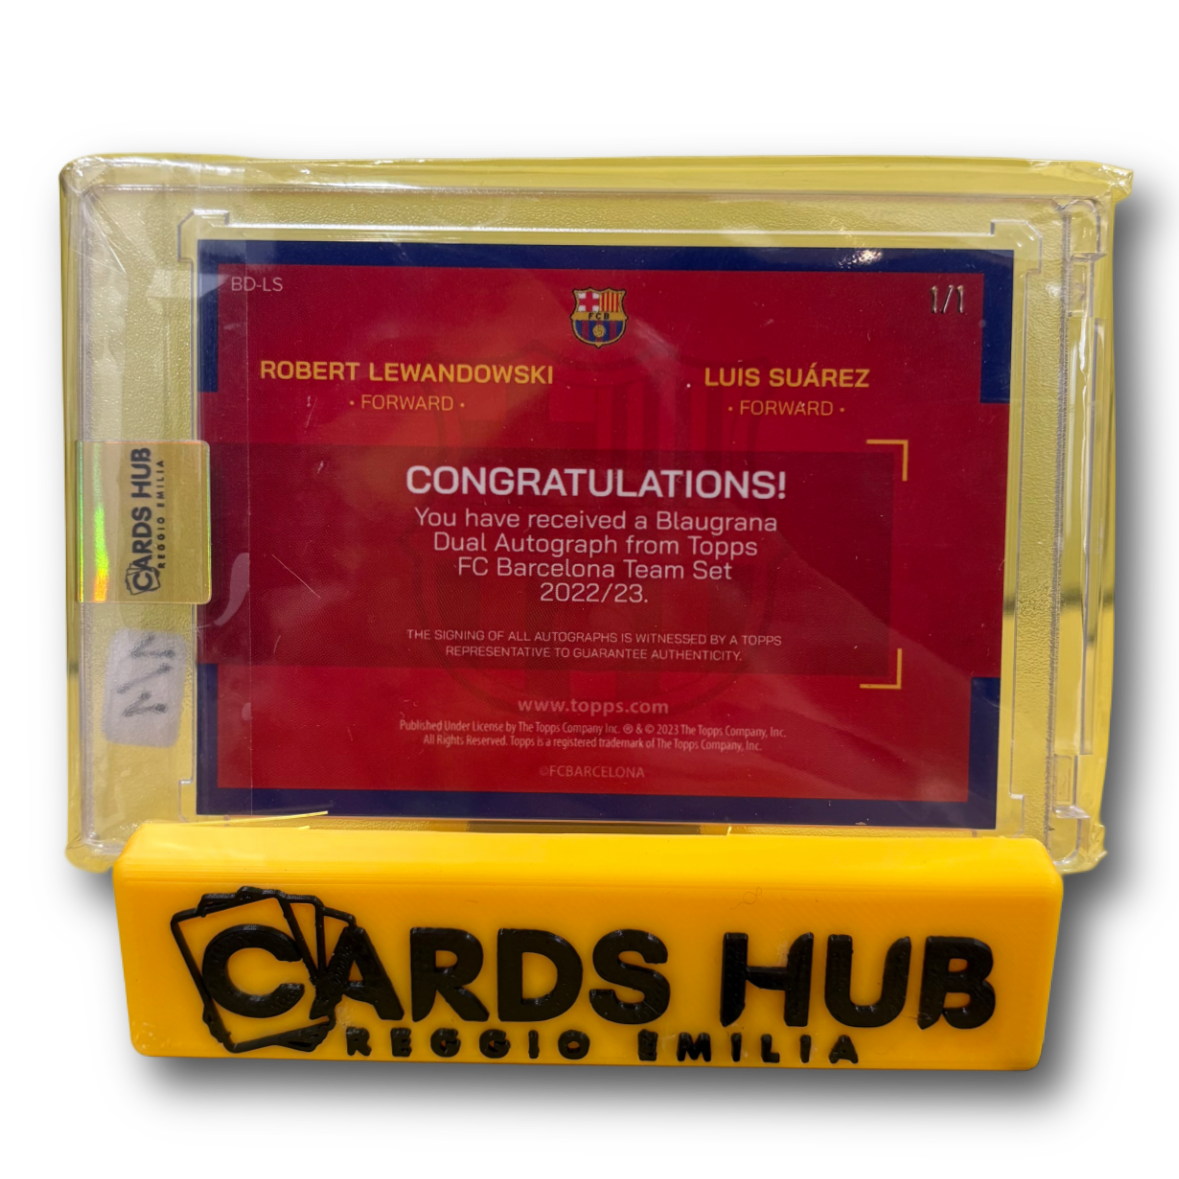 BD-LS
1/1
FCB
ROBERT LEWANDOWSKI
• FORWARD •
LUIS SUÁREZ
• FORWARD •
CONGRATULATIONS!
You have received a Blaugrana
Dual Autograph from Topps
FC Barcelona Team Set
2022/23.
THE SIGNING OF ALL AUTOGRAPHS IS WITNESSED BY A TOPPS
REPRESENTATIVE TO GUARANTEE AUTHENTICITY.
www.topps.com
Published Under License by The Topps Company Inc. ® & © 2023 The Topps Company, Inc.
All Rights Reserved. Topps is a registered trademark of The Topps Company, Inc.
©FCBARCELONA
CARDS HUB
REGGIO EMILIA
CARDS HUB
REGGIO EMILIA